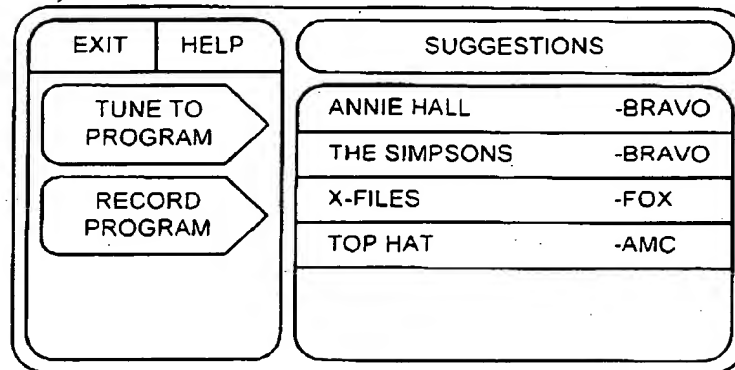 EXIT HELP
SUGGESTIONS
TUNE TO
PROGRAM
RECORD
PROGRAM
ANNIE HALL -BRAVO
THE SIMPSONS -BRAVO
X-FILES -FOX
TOP HAT -AMC